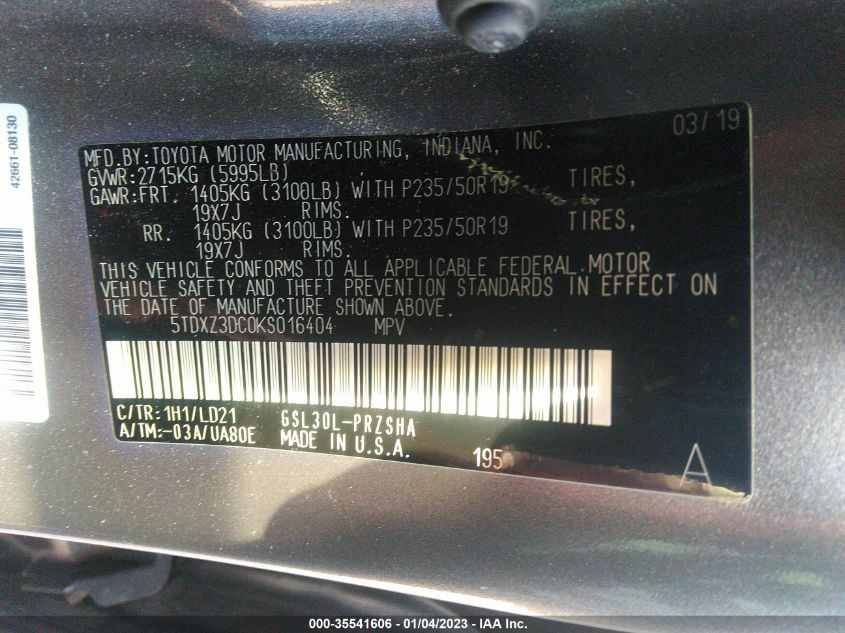 42661-08130
03/19
MFD.BY:TOYOTA MOTOR MANUFACTURING, INDIANA, INC.
GVWR:2715KG (5995LB)
GAWR:FRT. 1405KG (3100LB) WITH P235/50R19 TIRES,
19X7J RIMS.
RR. 1405KG (3100LB) WITH P235/50R19 TIRES,
19X7J RIMS.
THIS VEHICLE CONFORMS TO ALL APPLICABLE FEDERAL MOTOR
VEHICLE SAFETY AND THEFT PREVENTION STANDARDS IN EFFECT ON
THE DATE OF MANUFACTURE SHOWN ABOVE.
5TDXZ3DC0KS016404 MPV
C/TR:1H1/LD21 GSL30L-PRZSHA
A/TM:-03A/UA80E MADE IN U.S.A. 195 A
000-35541606 - 01/04/2023 - IAA Inc.